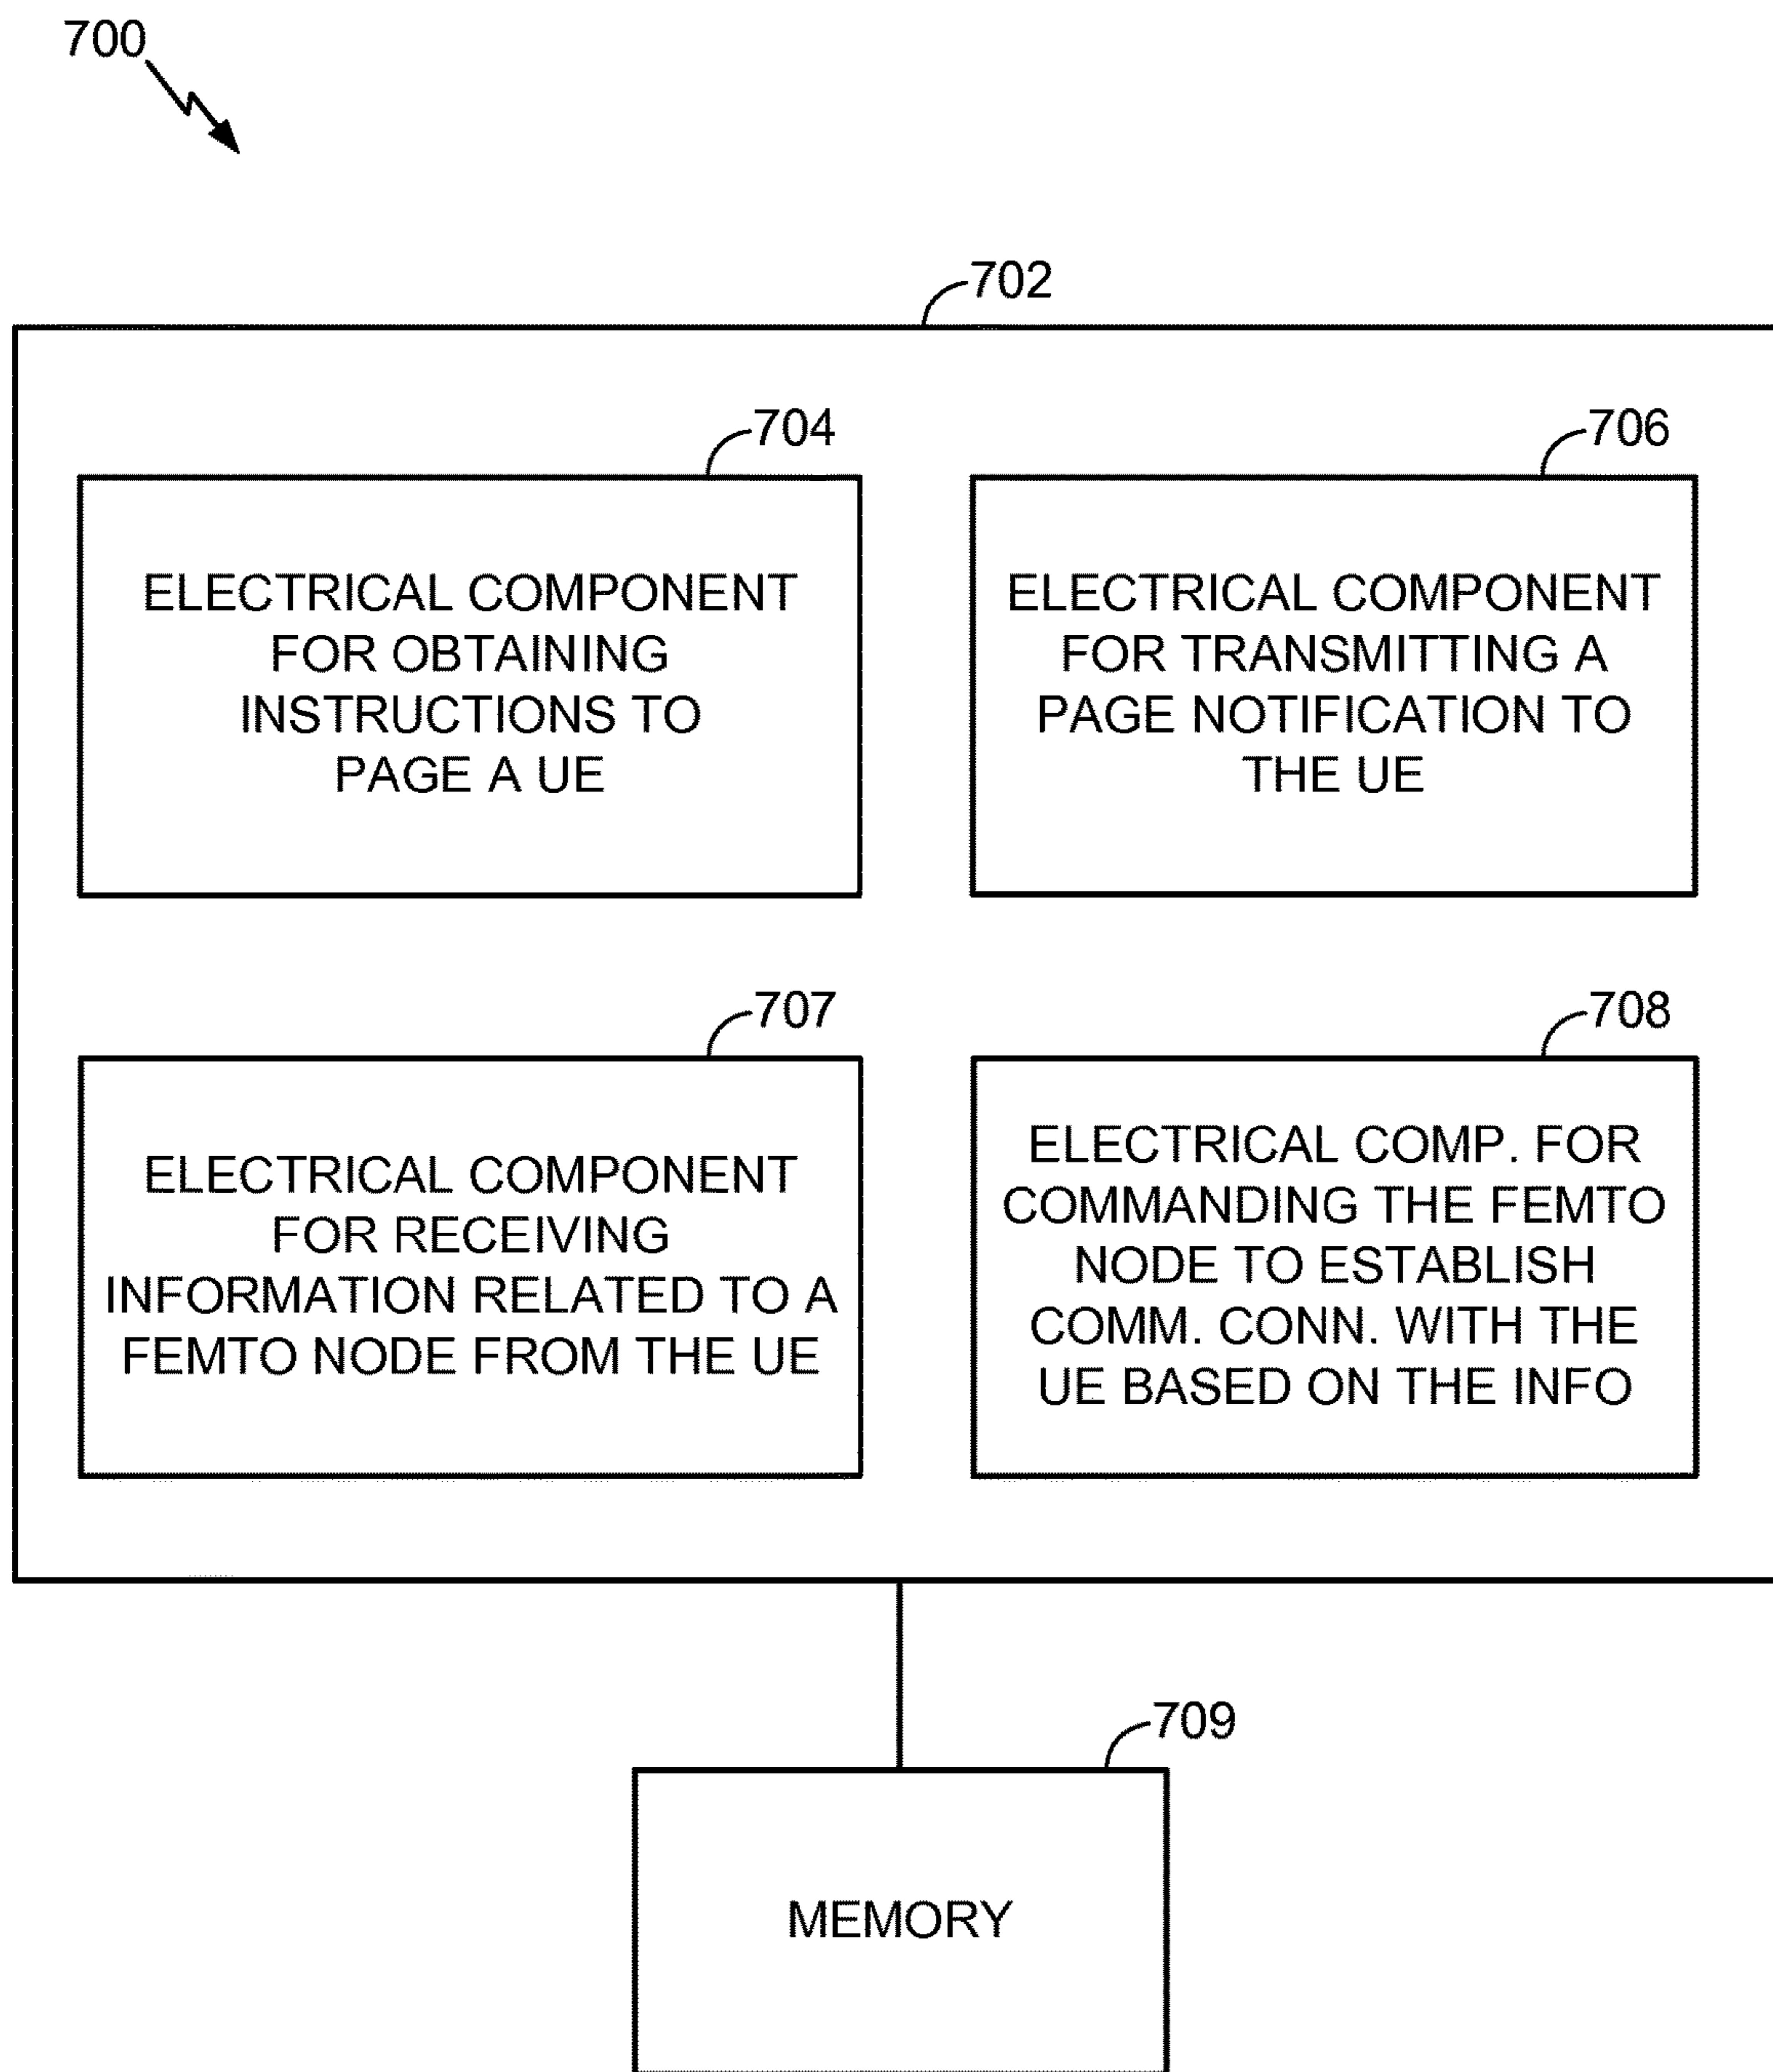 700
702
704
ELECTRICAL COMPONENT
FOR OBTAINING
INSTRUCTIONS TO
PAGE A UE
706
ELECTRICAL COMPONENT
FOR TRANSMITTING A
PAGE NOTIFICATION TO
THE UE
707
ELECTRICAL COMPONENT
FOR RECEIVING
INFORMATION RELATED TO A
FEMTO NODE FROM THE UE
708
ELECTRICAL COMP. FOR
COMMANDING THE FEMTO
NODE TO ESTABLISH
COMM. CONN. WITH THE
UE BASED ON THE INFO
709
MEMORY